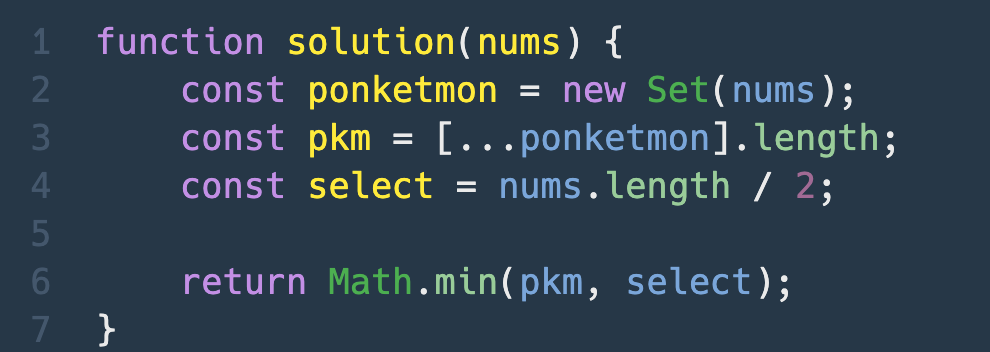 1 function solution(nums) {
2 const ponketmon = new Set(nums);
3 const pkm = [...ponketmon].length;
4 const select = nums.length / 2;
5
6 return Math.min(pkm, select);
7 }